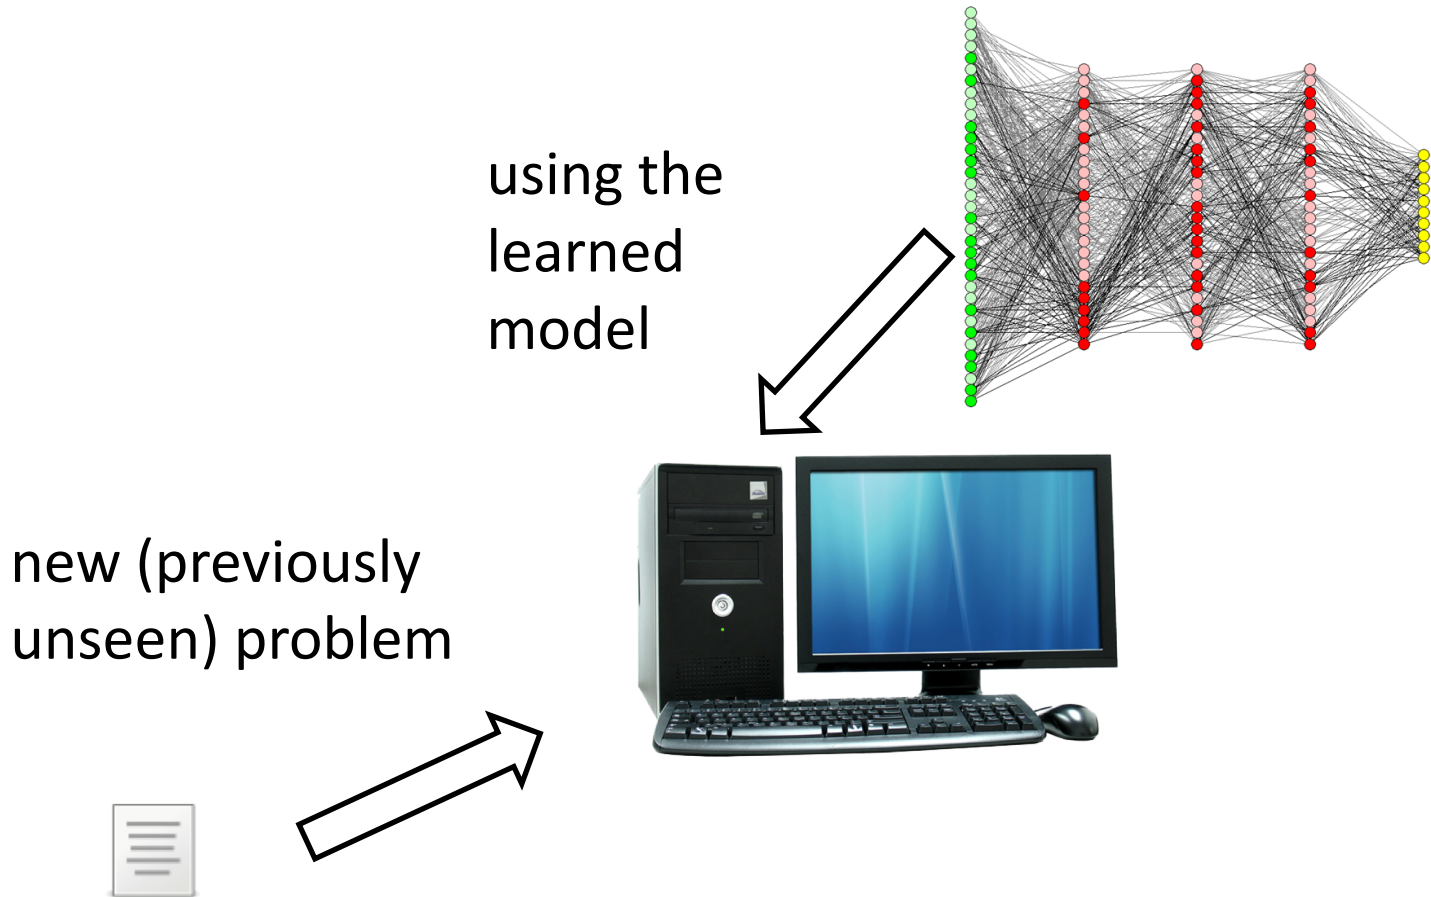 using the
learned
model
new (previously
unseen) problem